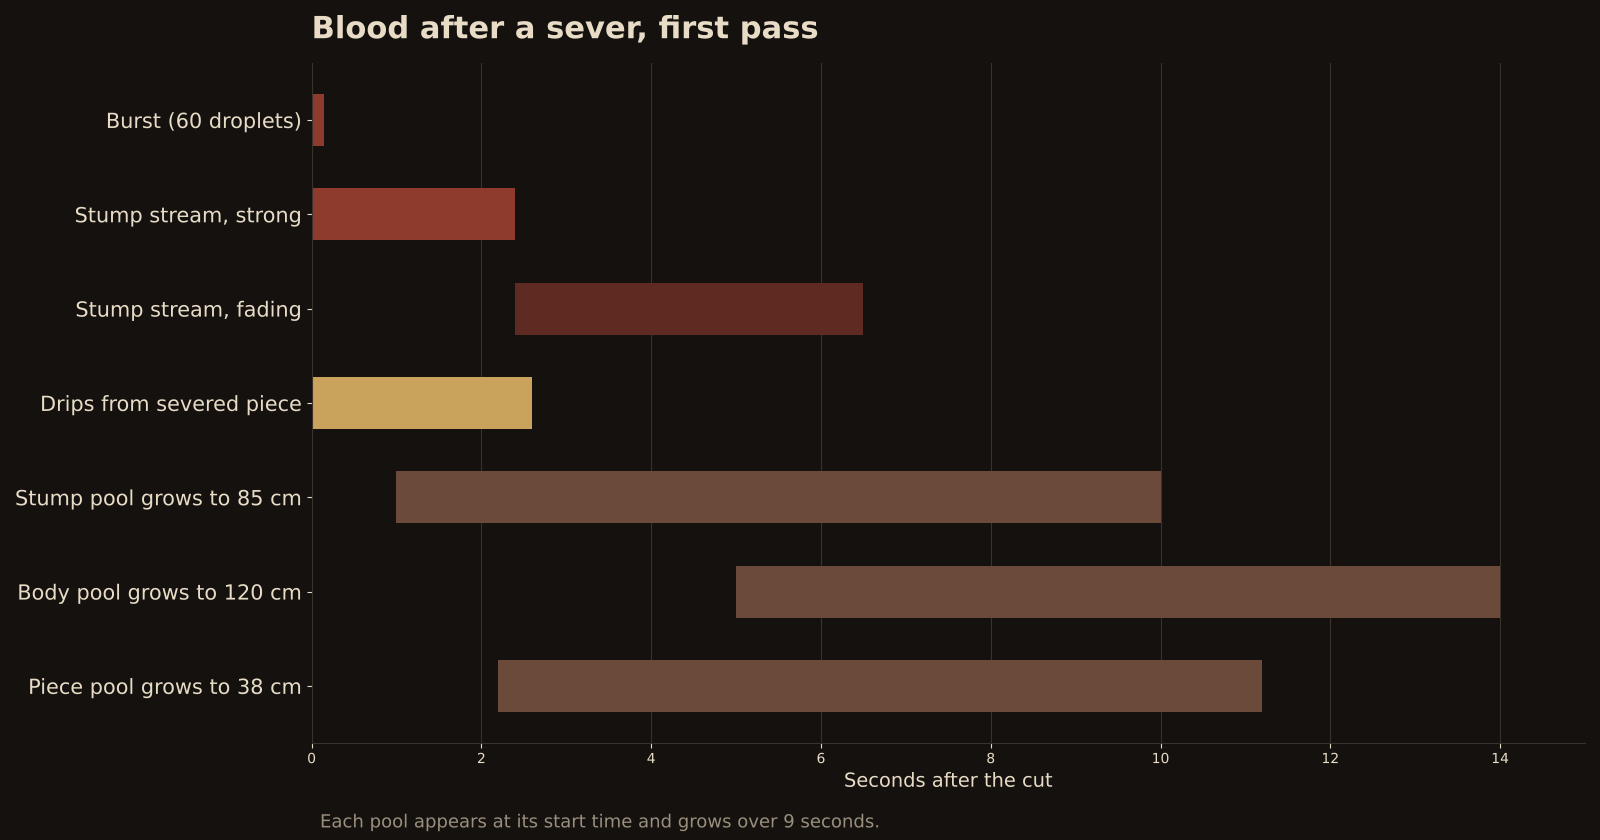 Blood after a sever, first pass
Burst (60 droplets)
Stump stream, strong
Stump stream, fading
Drips from severed piece
Stump pool grows to 85 cm
Body pool grows to 120 cm
Piece pool grows to 38 cm
0 2 4 6 8 10 12 14
Seconds after the cut
Each pool appears at its start time and grows over 9 seconds.